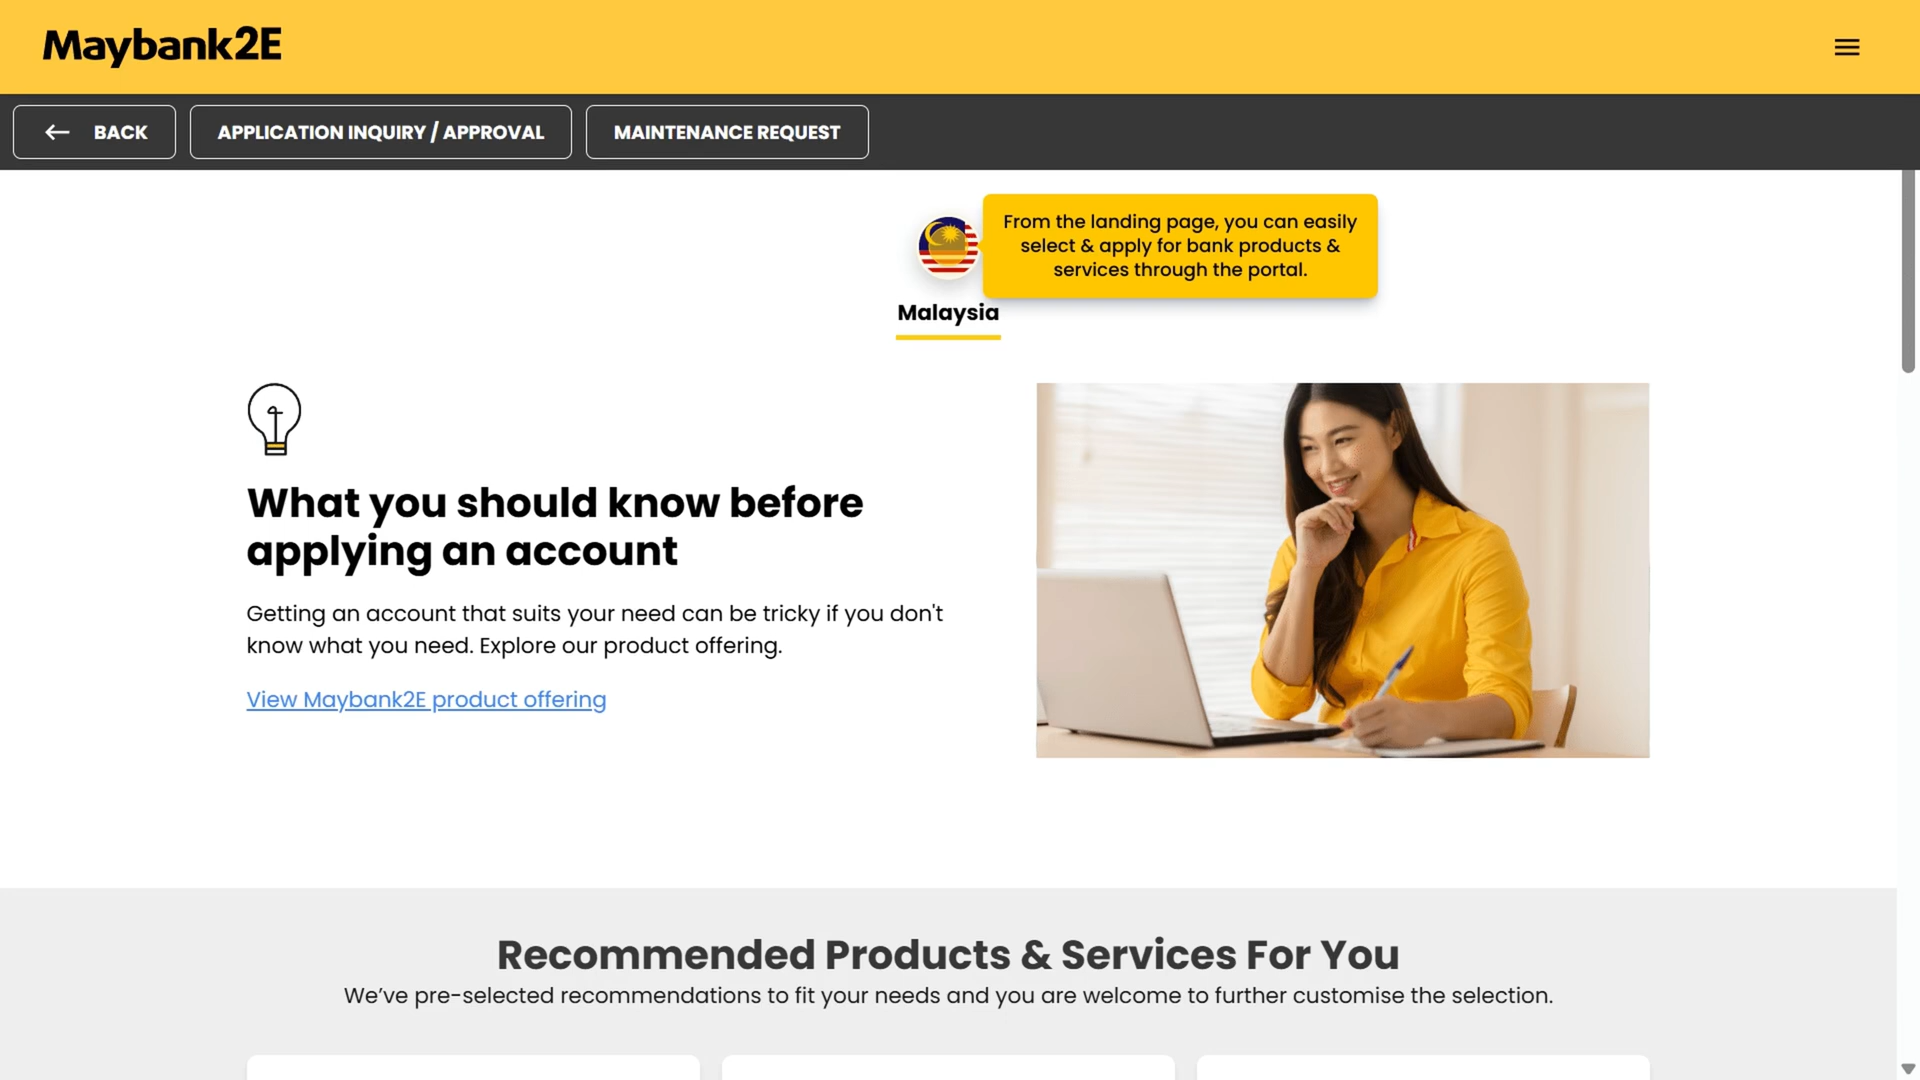 Maybank2E
BACK
APPLICATION INQUIRY / APPROVAL
MAINTENANCE REQUEST
From the landing page, you can easily
select & apply for bank products &
services through the portal.
Malaysia
What you should know before
applying an account
Getting an account that suits your need can be tricky if you don't
know what you need. Explore our product offering.
View Maybank2E product offering
Recommended Products & Services For You
We’ve pre-selected recommendations to fit your needs and you are welcome to further customise the selection.